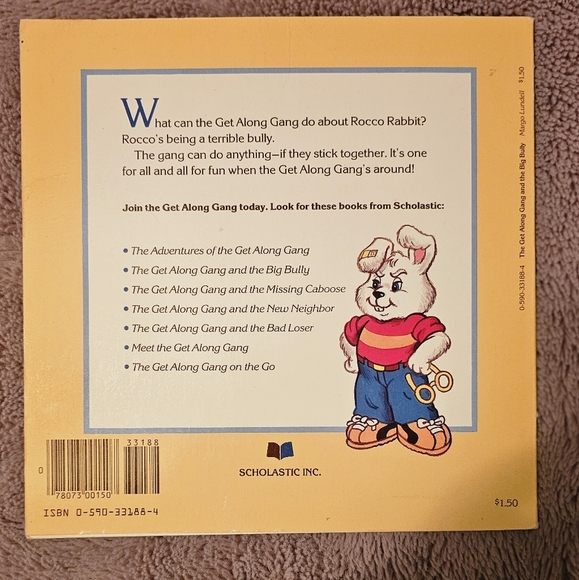 What can the Get Along Gang do about Rocco Rabbit?
Rocco's being a terrible bully.
The gang can do anything—if they stick together. It's one
for all and all for fun when the Get Along Gang's around!
Join the Get Along Gang today. Look for these books from Scholastic:
• The Adventures of the Get Along Gang
• The Get Along Gang and the Big Bully
• The Get Along Gang and the Missing Caboose
• The Get Along Gang and the New Neighbor
• The Get Along Gang and the Bad Loser
• Meet the Get Along Gang
• The Get Along Gang on the Go
SCHOLASTIC INC.
33188
0
78073 00150
ISBN 0-590-33188-4
$1.50
0-590-33188-4 The Get Along Gang and the Big Bully Margo Lundell $1.50